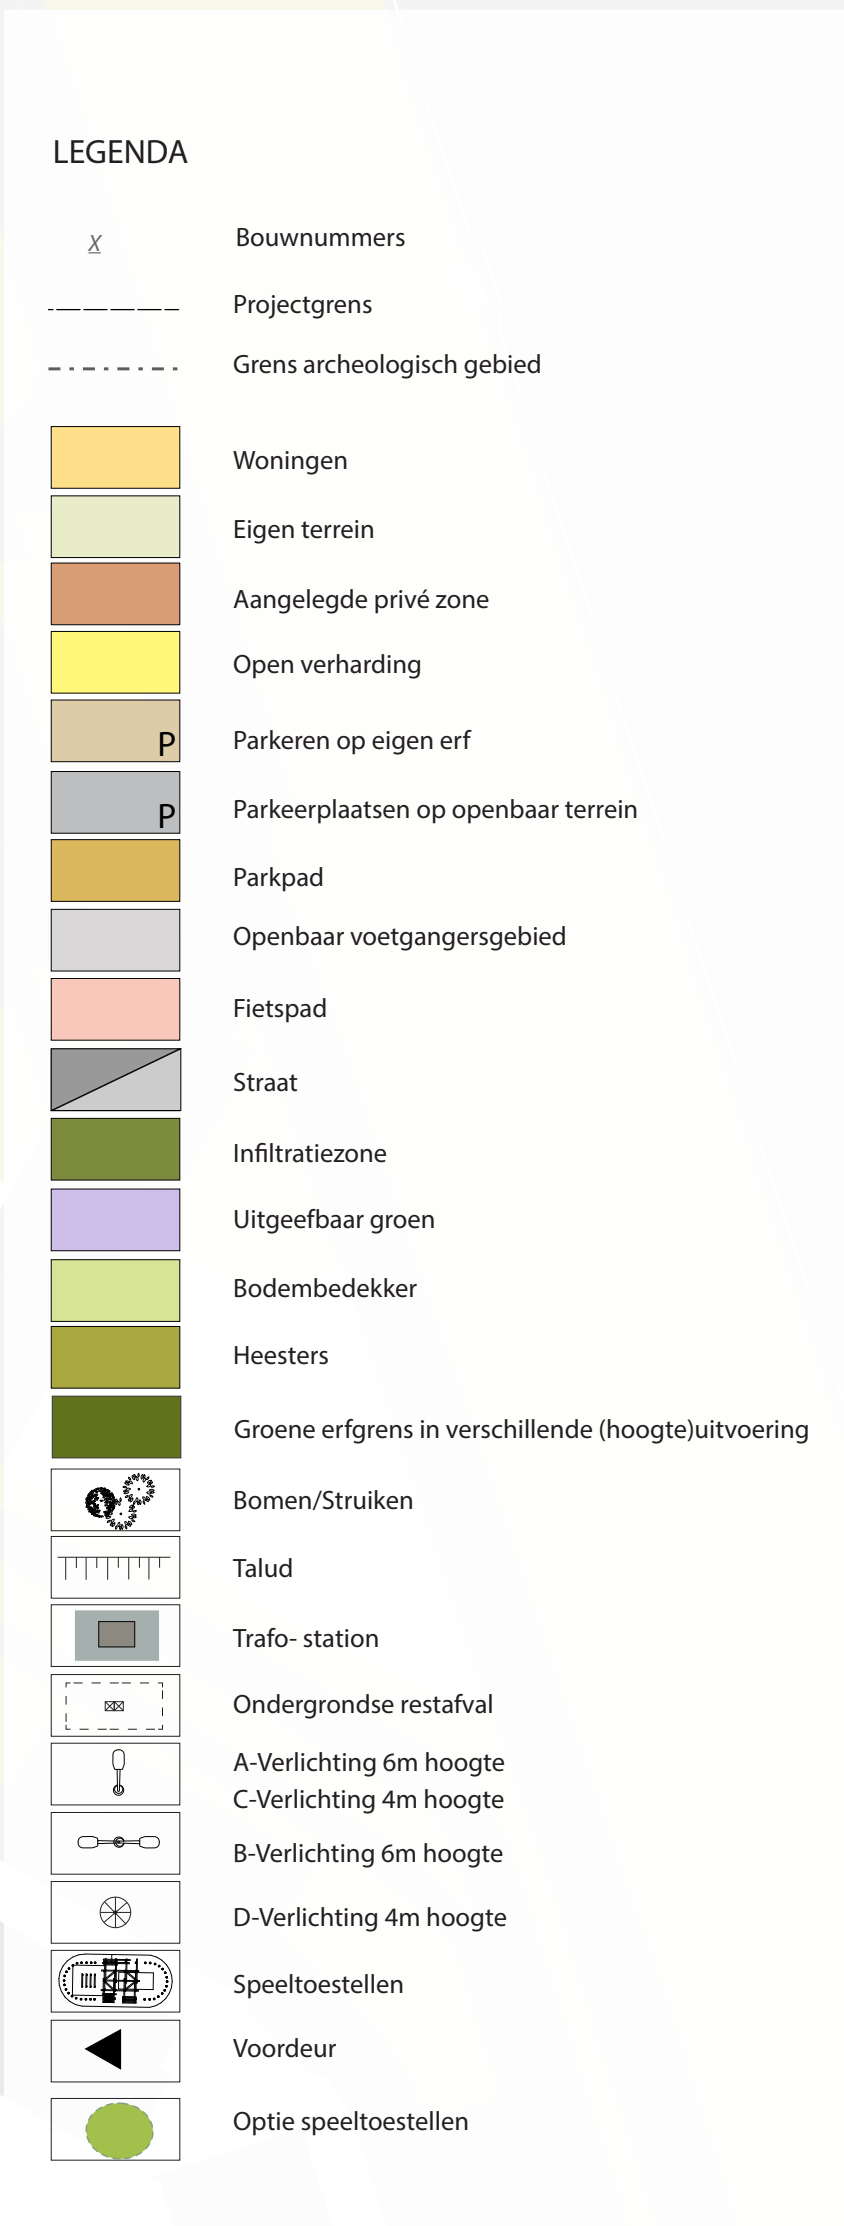 LEGENDA
X Bouwnummers
Projectgrens
Grens archeologisch gebied
Woningen
Eigen terrein
Aangelegde privé zone
Open verharding
P Parkeren op eigen erf
P Parkeerplaatsen op openbaar terrein
Parkpad
Openbaar voetgangersgebied
Fietspad
Straat
Infiltratiezone
Uitgeefbaar groen
Bodembedekker
Heesters
Groene erfgrens in verschillende (hoogte)uitvoering
Bomen/Struiken
Talud
Trafo- station
Ondergrondse restafval
A-Verlichting 6m hoogte
C-Verlichting 4m hoogte
B-Verlichting 6m hoogte
D-Verlichting 4m hoogte
Speeltoestellen
Voordeur
Optie speeltoestellen